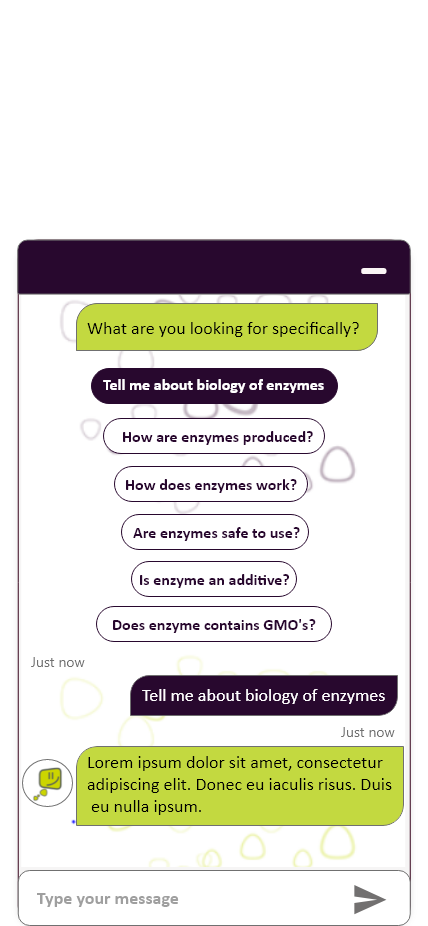 What are you looking for specifically?
Tell me about biology of enzymes
How are enzymes produced?
How does enzymes work?
Are enzymes safe to use?
Is enzyme an additive?
Does enzyme contains GMO's?
Just now
Tell me about biology of enzymes
Just now
Lorem ipsum dolor sit amet, consectetur
adipiscing elit. Donec eu iaculis risus. Duis
eu nulla ipsum.
Type your message